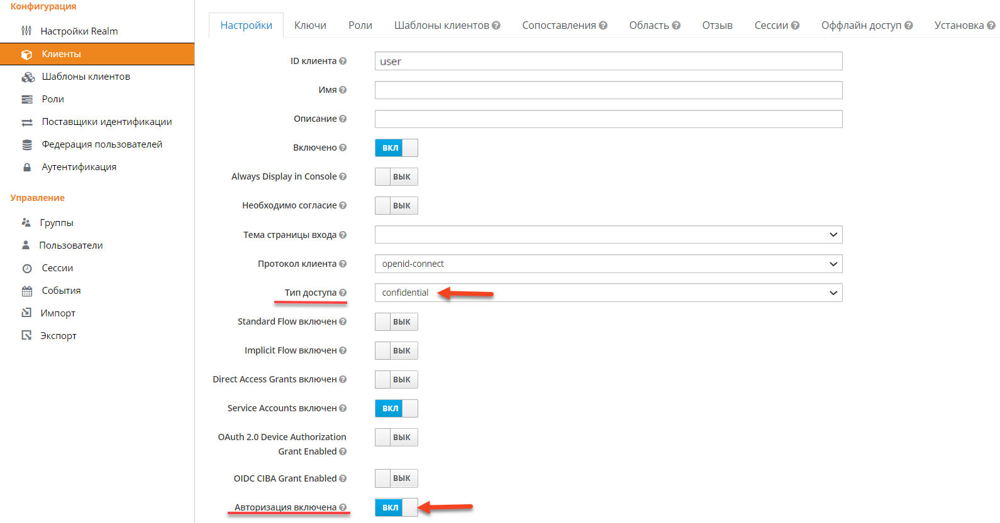 Конфигурация
Настройки Realm
Клиенты
Шаблоны клиентов
Роли
Поставщики идентификации
Федерация пользователей
Аутентификация
Управление
Группы
Пользователи
Сессии
События
Импорт
Экспорт
Настройки Ключи Роли Шаблоны клиентов Сопоставления Область Отзыв Сессии Оффлайн доступ Установка
ID клиента user
Имя
Описание
Включено ВКЛ
Always Display in Console ВЫК
Необходимо согласие ВЫК
Тема страницы входа
Протокол клиента openid-connect
Тип доступа confidential
Standard Flow включен ВЫК
Implicit Flow включен ВЫК
Direct Access Grants включен ВЫК
Service Accounts включен ВКЛ
OAuth 2.0 Device Authorization ВЫК
Grant Enabled
OIDC CIBA Grant Enabled ВЫК
Авторизация включена ВКЛ